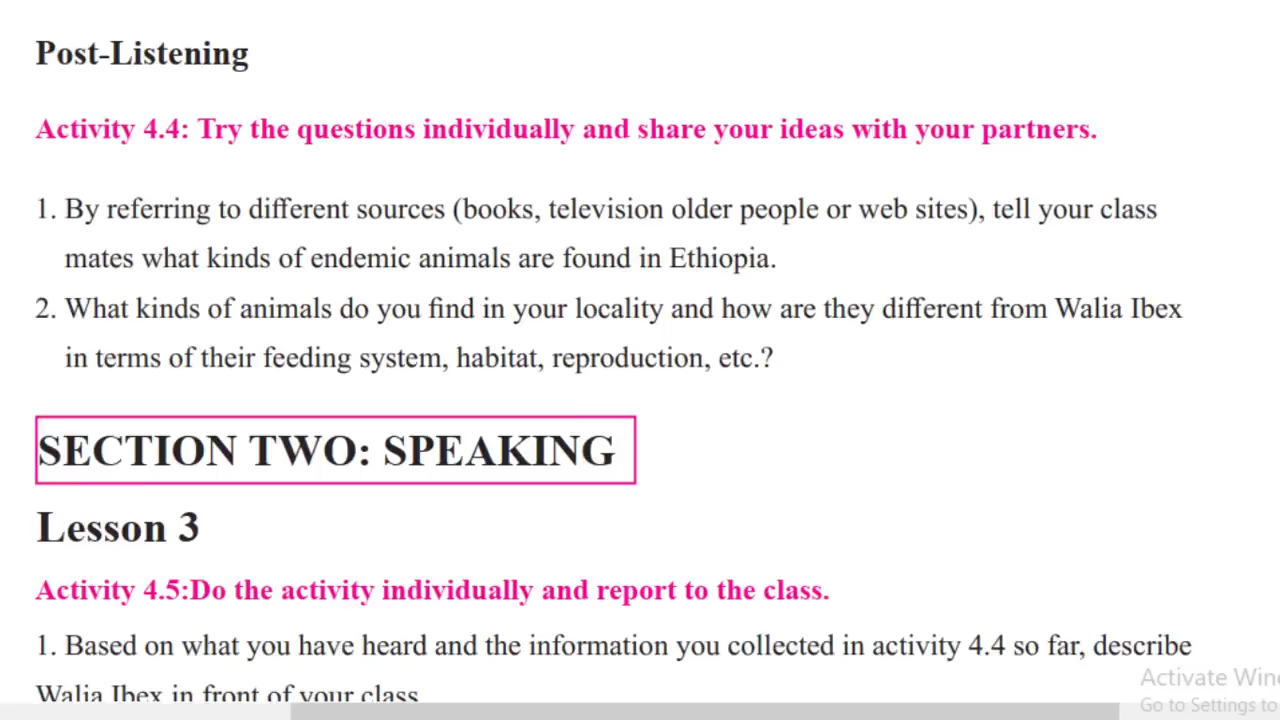 Post-Listening
Activity 4.4: Try the questions individually and share your ideas with your partners.
1. By referring to different sources (books, television older people or web sites), tell your class
mates what kinds of endemic animals are found in Ethiopia.
2. What kinds of animals do you find in your locality and how are they different from Walia Ibex
in terms of their feeding system, habitat, reproduction, etc.?
SECTION TWO: SPEAKING
Lesson 3
Activity 4.5:Do the activity individually and report to the class.
1. Based on what you have heard and the information you collected in activity 4.4 so far, describe
Walia Ibex in front of your class
Activate Win
Go to Settings to